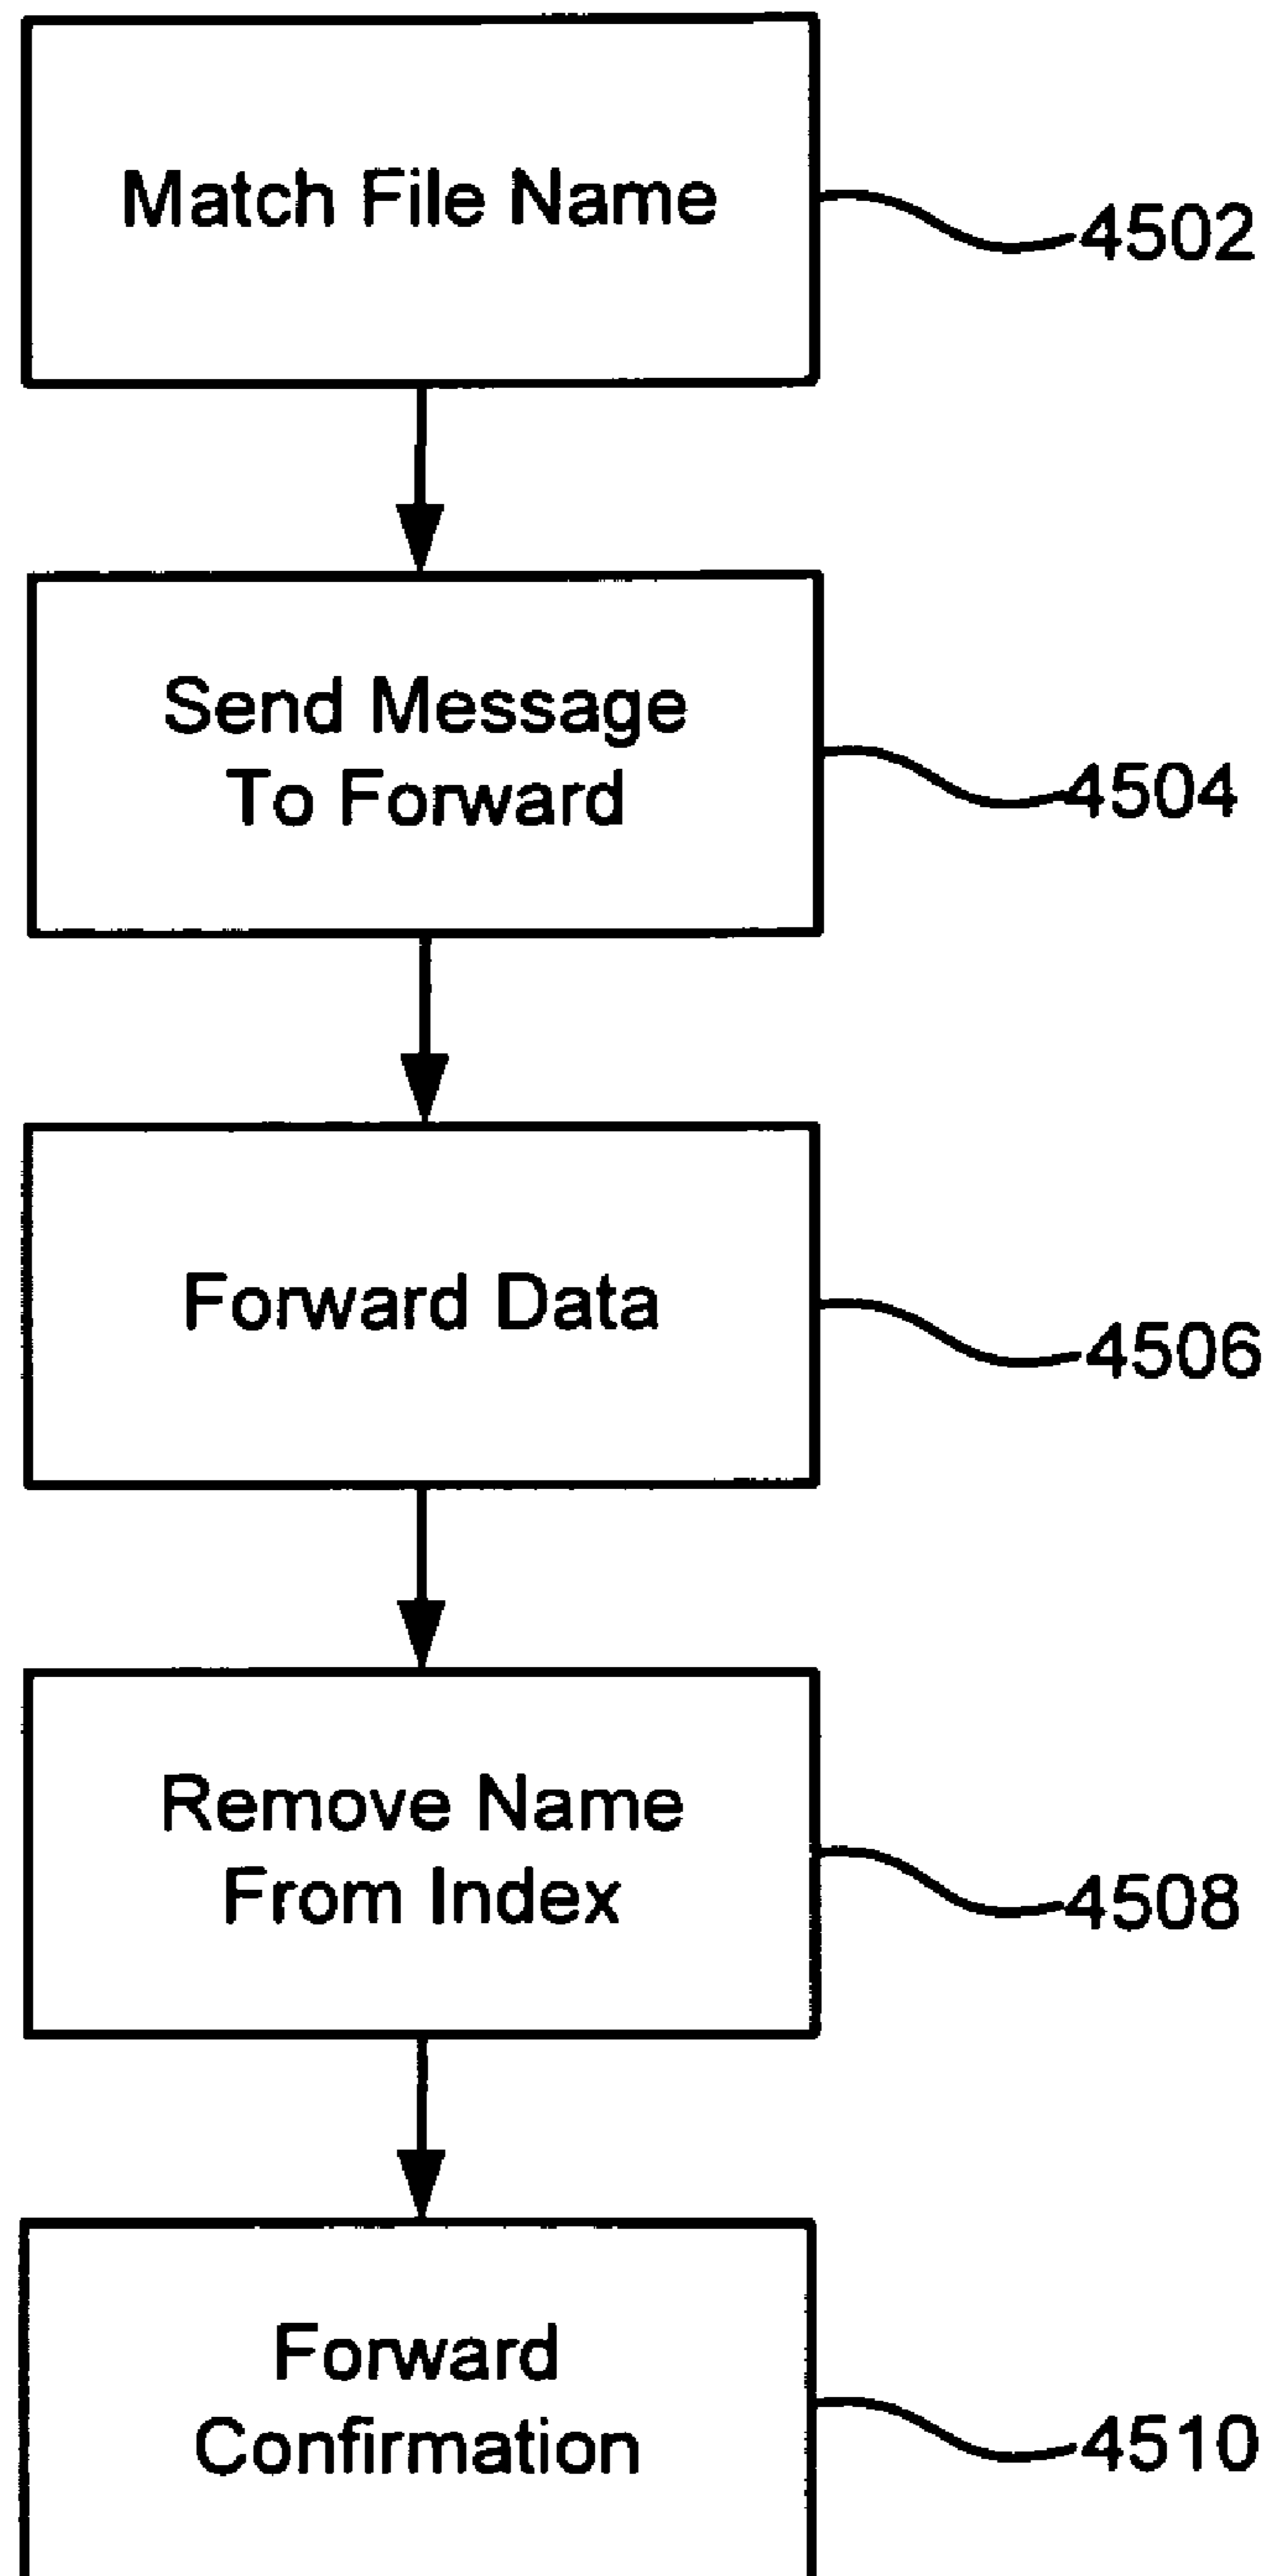 Match File Name
4502
Send Message
To Forward
4504
Forward Data
4506
Remove Name
From Index
4508
Forward
Confirmation
4510